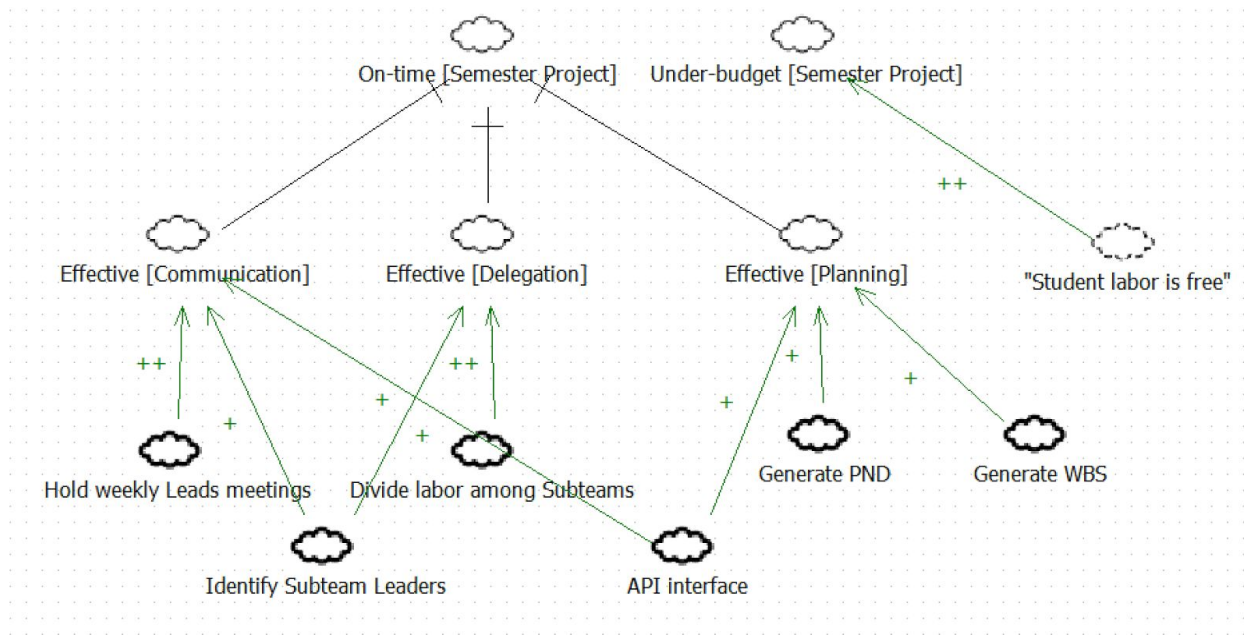 On-time [Semester Project]
Under-budget [Semester Project]
++
Effective [Communication]
Effective [Delegation]
Effective [Planning]
"Student labor is free"
++
++
+
+
+
+
+
+
Hold weekly Leads meetings
Divide labor among Subteams
Generate PND
Generate WBS
Identify Subteam Leaders
API interface